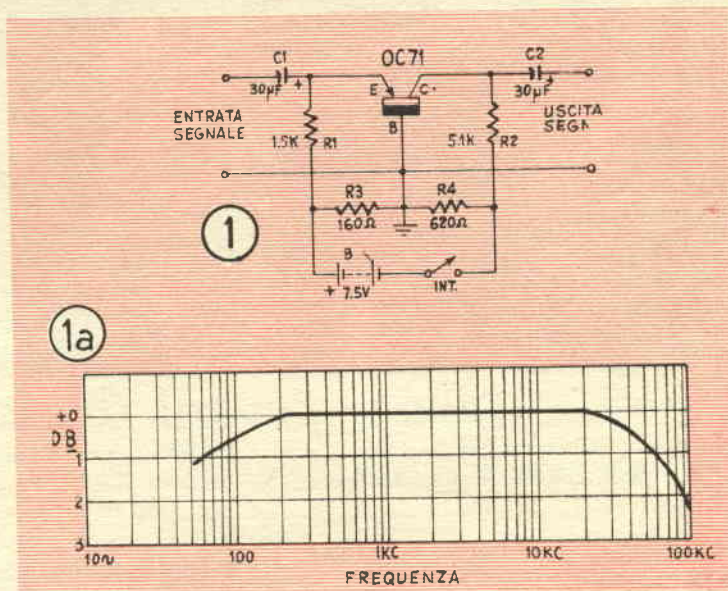 C1
OC71
C2
30µF
+
E
C
30µF
+
ENTRATA
SEGNALE
B
USCITA
1.5K
R1
5.1K
R2
R3
R4
160Ω
620Ω
1
B
+
7.5V
INT.
1a
+0
DB
1
2
3
10∿
100
1KC
10KC
100KC
FREQUENZA